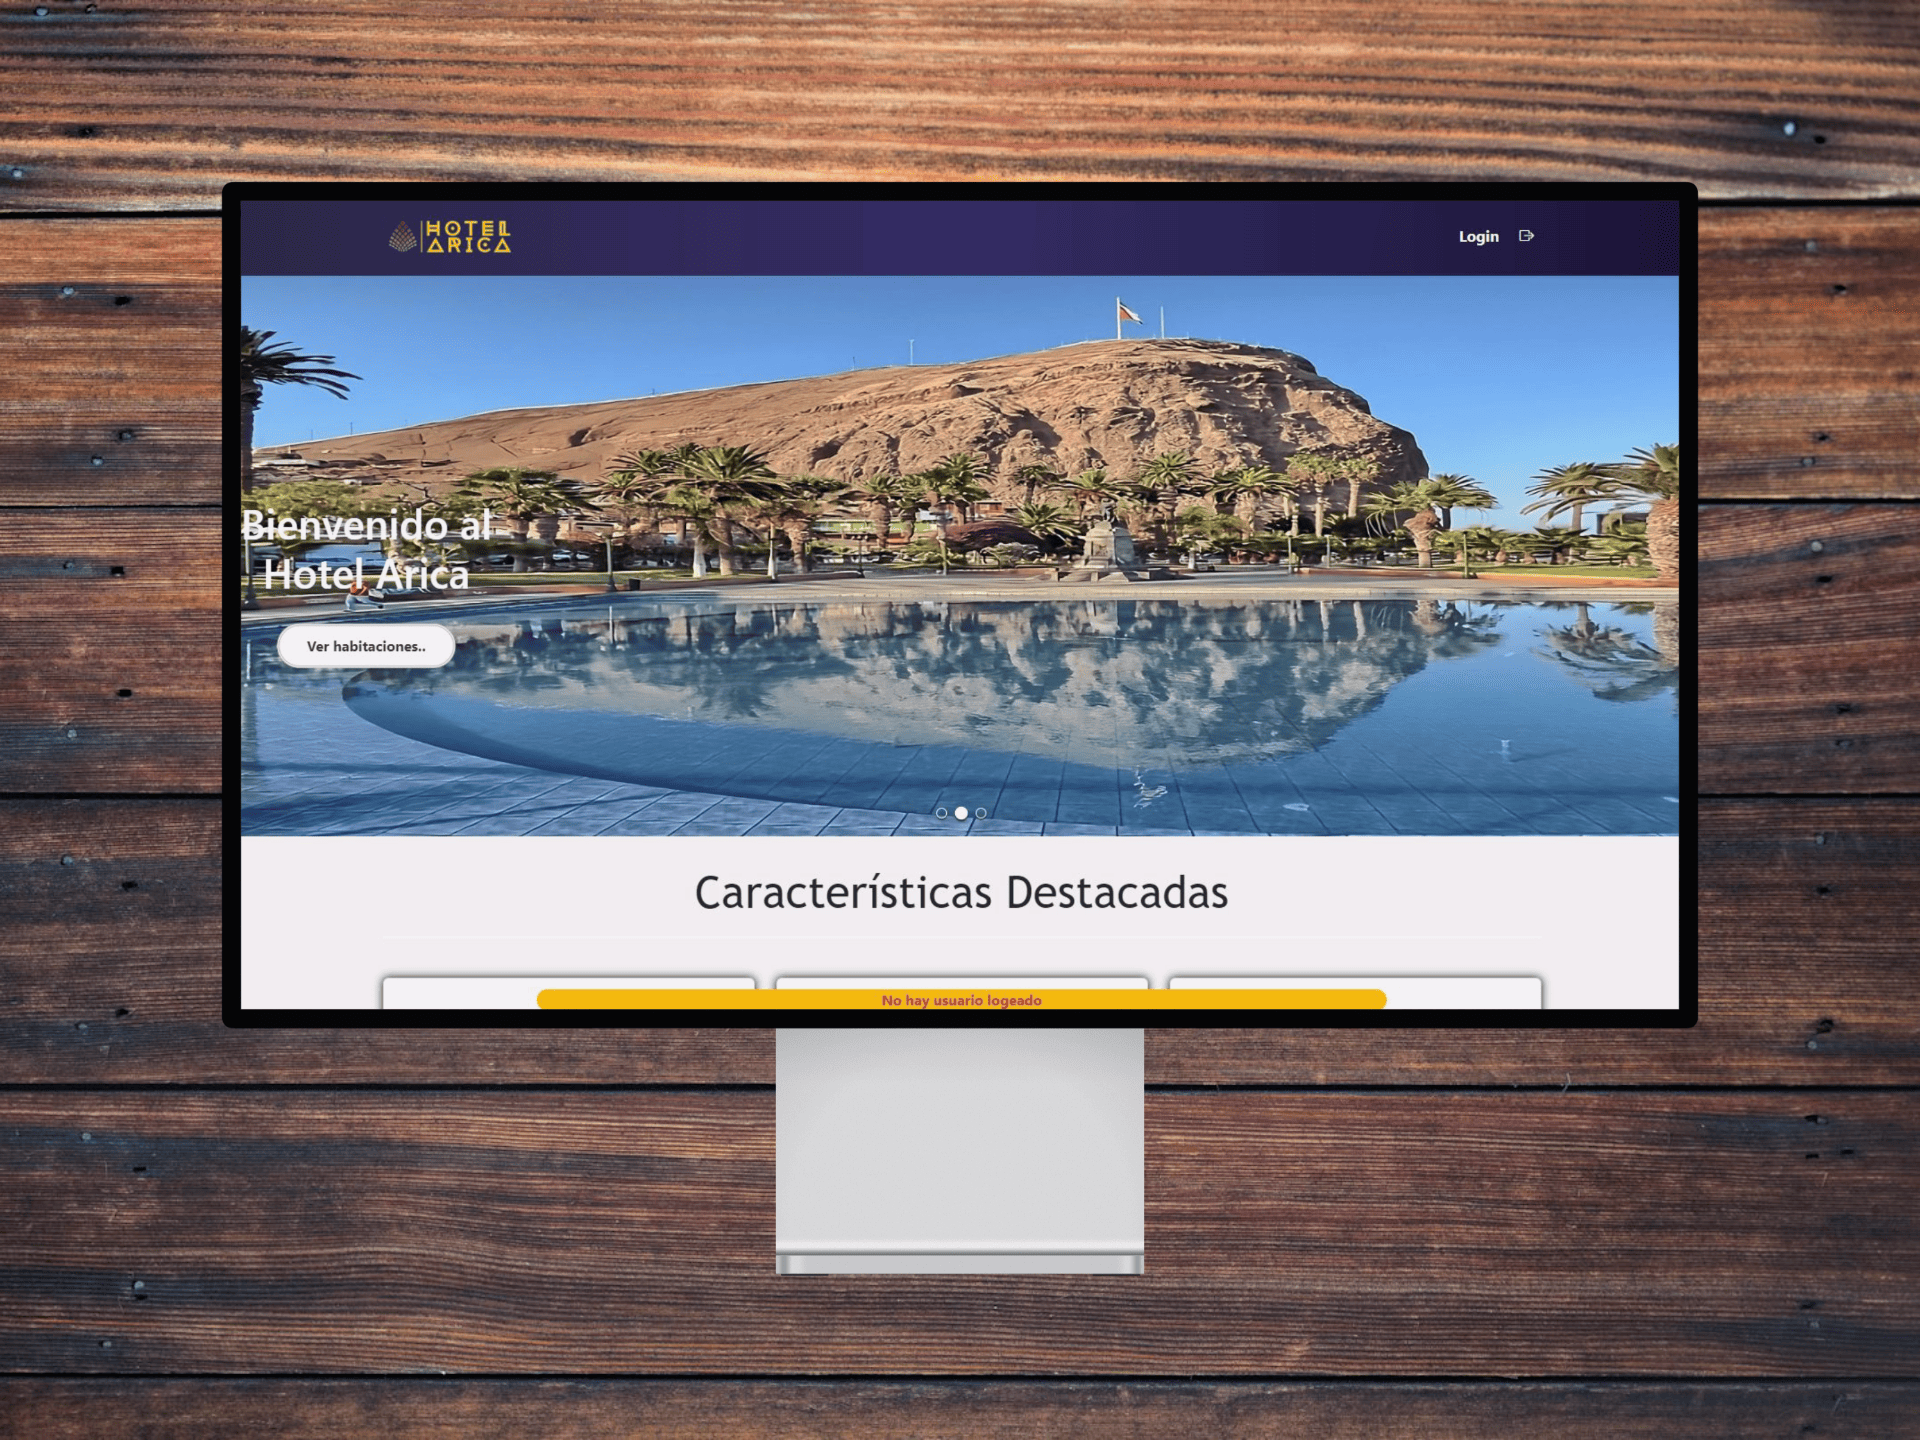 HOTEL
ARICA
Login
Bienvenido al
Hotel Arica
Ver habitaciones..
Características Destacadas
No hay usuario logeado